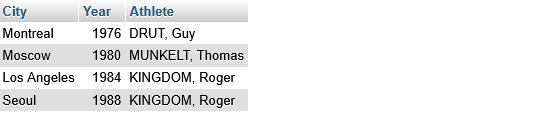 City Year Athlete
Montreal 1976 DRUT, Guy
Moscow 1980 MUNKELT, Thomas
Los Angeles 1984 KINGDOM, Roger
Seoul 1988 KINGDOM, Roger